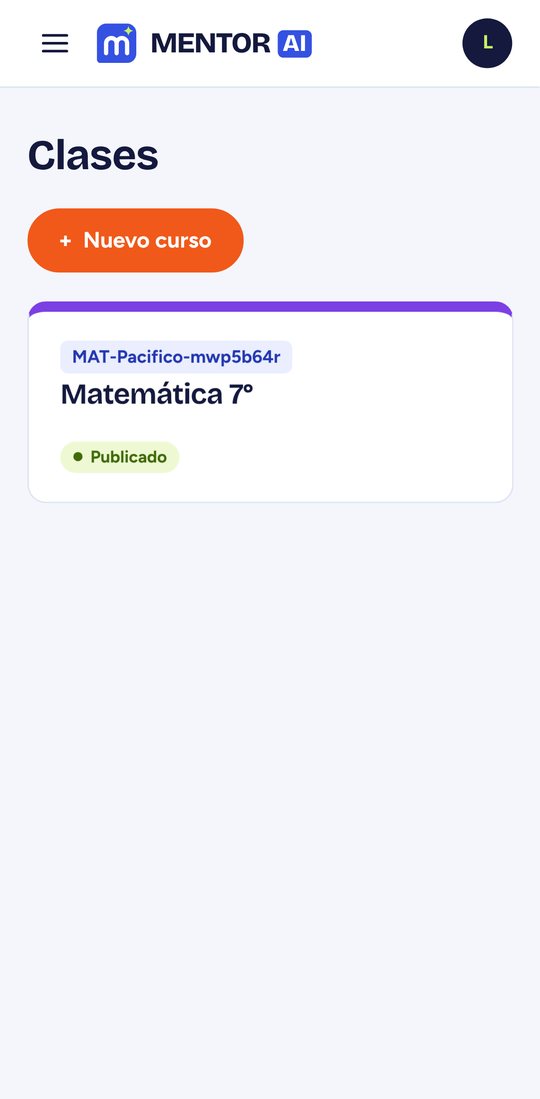 m MENTOR AI L
Clases
+ Nuevo curso
MAT-Pacifico-mwp5b64r
Matemática 7°
Publicado